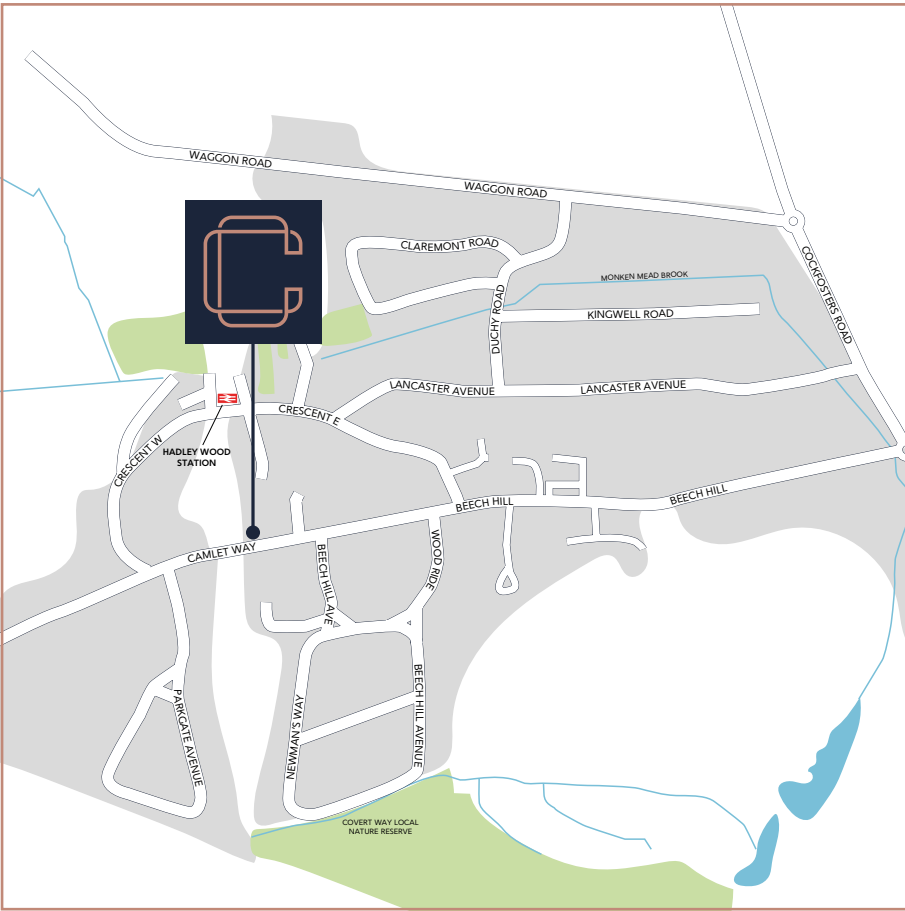 WAGGON ROAD
WAGGON ROAD
CLAREMONT ROAD
COCKFOSTERS ROAD
MONKEN MEAD BROOK
DUCHY ROAD
KINGWELL ROAD
LANCASTER AVENUE
LANCASTER AVENUE
CRESCENT E
CRESCENT W
HADLEY WOOD
STATION
BEECH HILL
BEECH HILL
CAMLET WAY
BEECH HILL AVE
WOOD RIDE
PARKGATE AVENUE
NEWMAN'S WAY
BEECH HILL AVENUE
COVERT WAY LOCAL
NATURE RESERVE